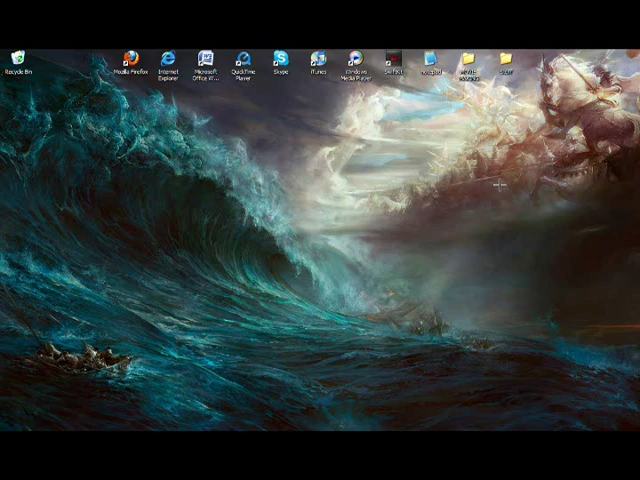 Recycle Bin
Mozilla Firefox
Internet
Explorer
Microsoft
Office W...
QuickTime
Player
Skype
iTunes
Windows
Media Player
notepad